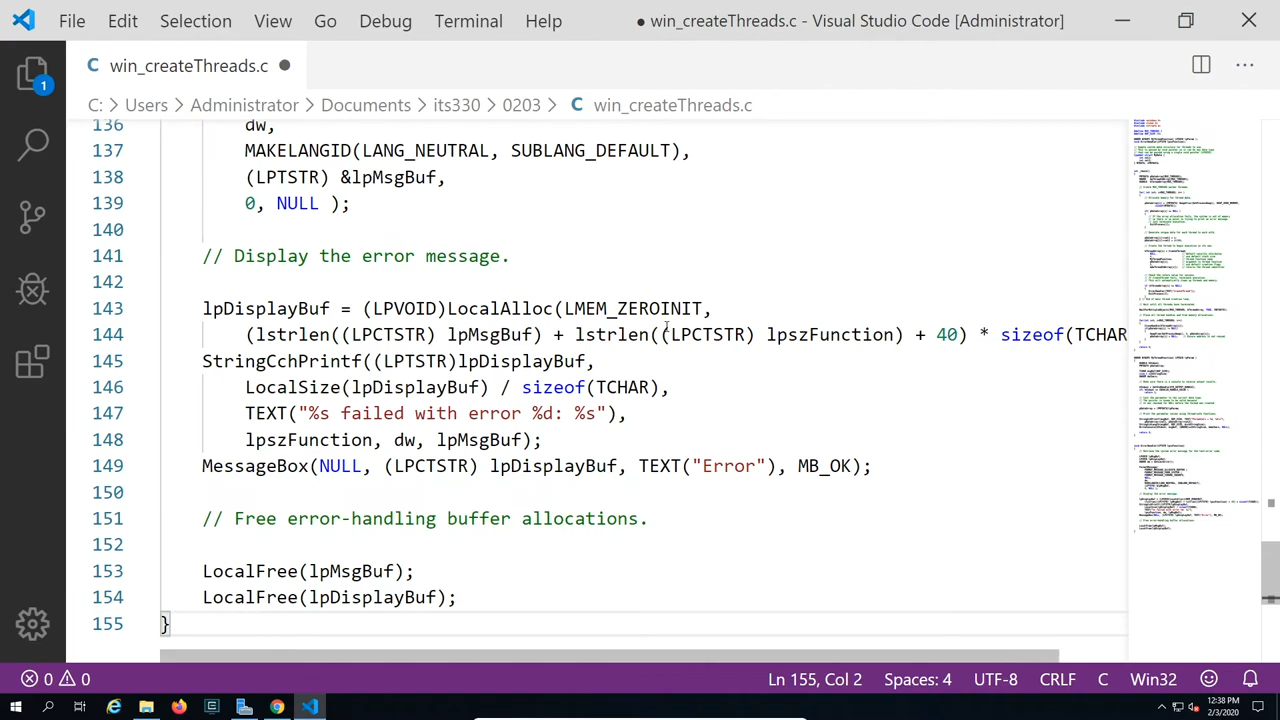 File Edit Selection View Go Debug Terminal Help ● win_createThreads.c - Visual Studio Code [Administrator]
C win_createThreads.c ●
C: > Users > Administrator > Documents > its330 > 0203 > C win_createThreads.c
1
136 dw,
137 MAKELANGID(LANG_NEUTRAL, SUBLANG_DEFAULT),
138 (LPTSTR) &lpMsgBuf
139 0, NULL );
140
141 // Display the error message.
142
143 lpDisplayBuf = (LPVOID)LocalAlloc(LMEM_ZEROINIT,
144 (lstrlen((LPCTSTR) lpMsgBuf) + lstrlen((LPCTSTR) lpszFunction) + 40) * sizeof(TCHAR
145 StringCchPrintf((LPTSTR)lpDisplayBuf,
146 LocalSize(lpDisplayBuf) / sizeof(TCHAR),
147 TEXT("%s failed with error %d: %s")
148 lpszFunction, dw, lpMsgBuf);
149 MessageBox(NULL, (LPCTSTR) lpDisplayBuf, TEXT("Error"), MB_OK);
150
151 // Free error-handling buffer allocations.
152
153 LocalFree(lpMsgBuf);
154 LocalFree(lpDisplayBuf);
155 }
0 0 Ln 155, Col 2 Spaces: 4 UTF-8 CRLF C Win32
12:38 PM
2/3/2020